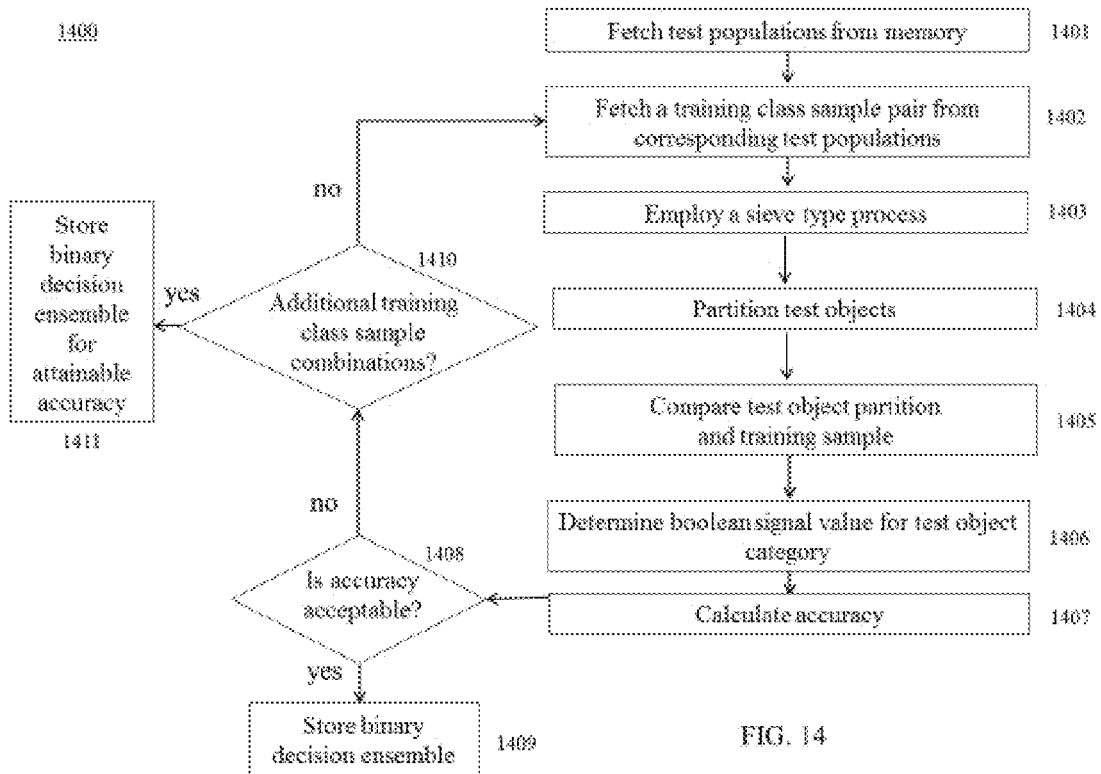 1400
Fetch test populations from memory
1401
Fetch a training class sample pair from
corresponding test populations
1402
Employ a sieve type process
1403
Partition test objects
1404
Compare test object partition
and training sample
1405
Determine boolean signal value for test object
category
1406
Calculate accuracy
1407
1408
Is accuracy
acceptable?
yes
no
Store binary
decision ensemble
1409
1410
Additional training
class sample
combinations?
no
yes
Store
binary
decision
ensemble
for
attainable
accuracy
1411
FIG. 14